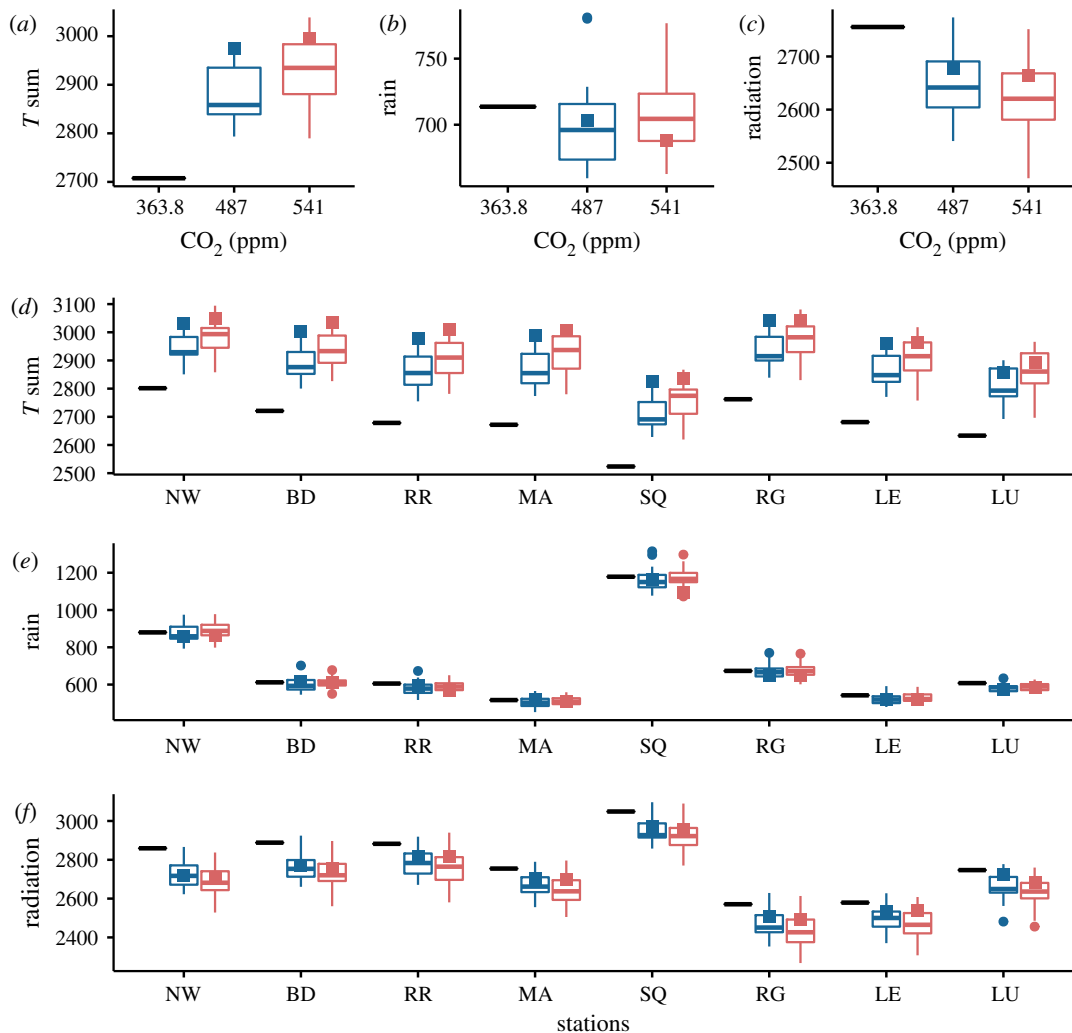 (a) (b) (c)
3000
2900
2800
2700
T sum
363.8 487 541
CO2 (ppm)
750
700
rain
363.8 487 541
CO2 (ppm)
2700
2600
2500
radiation
363.8 487 541
CO2 (ppm)
(d)
3100
3000
2900
2800
2700
2600
2500
T sum
NW BD RR MA SQ RG LE LU
(e)
1200
1000
800
600
rain
NW BD RR MA SQ RG LE LU
(f)
3000
2800
2600
2400
radiation
NW BD RR MA SQ RG LE LU
stations